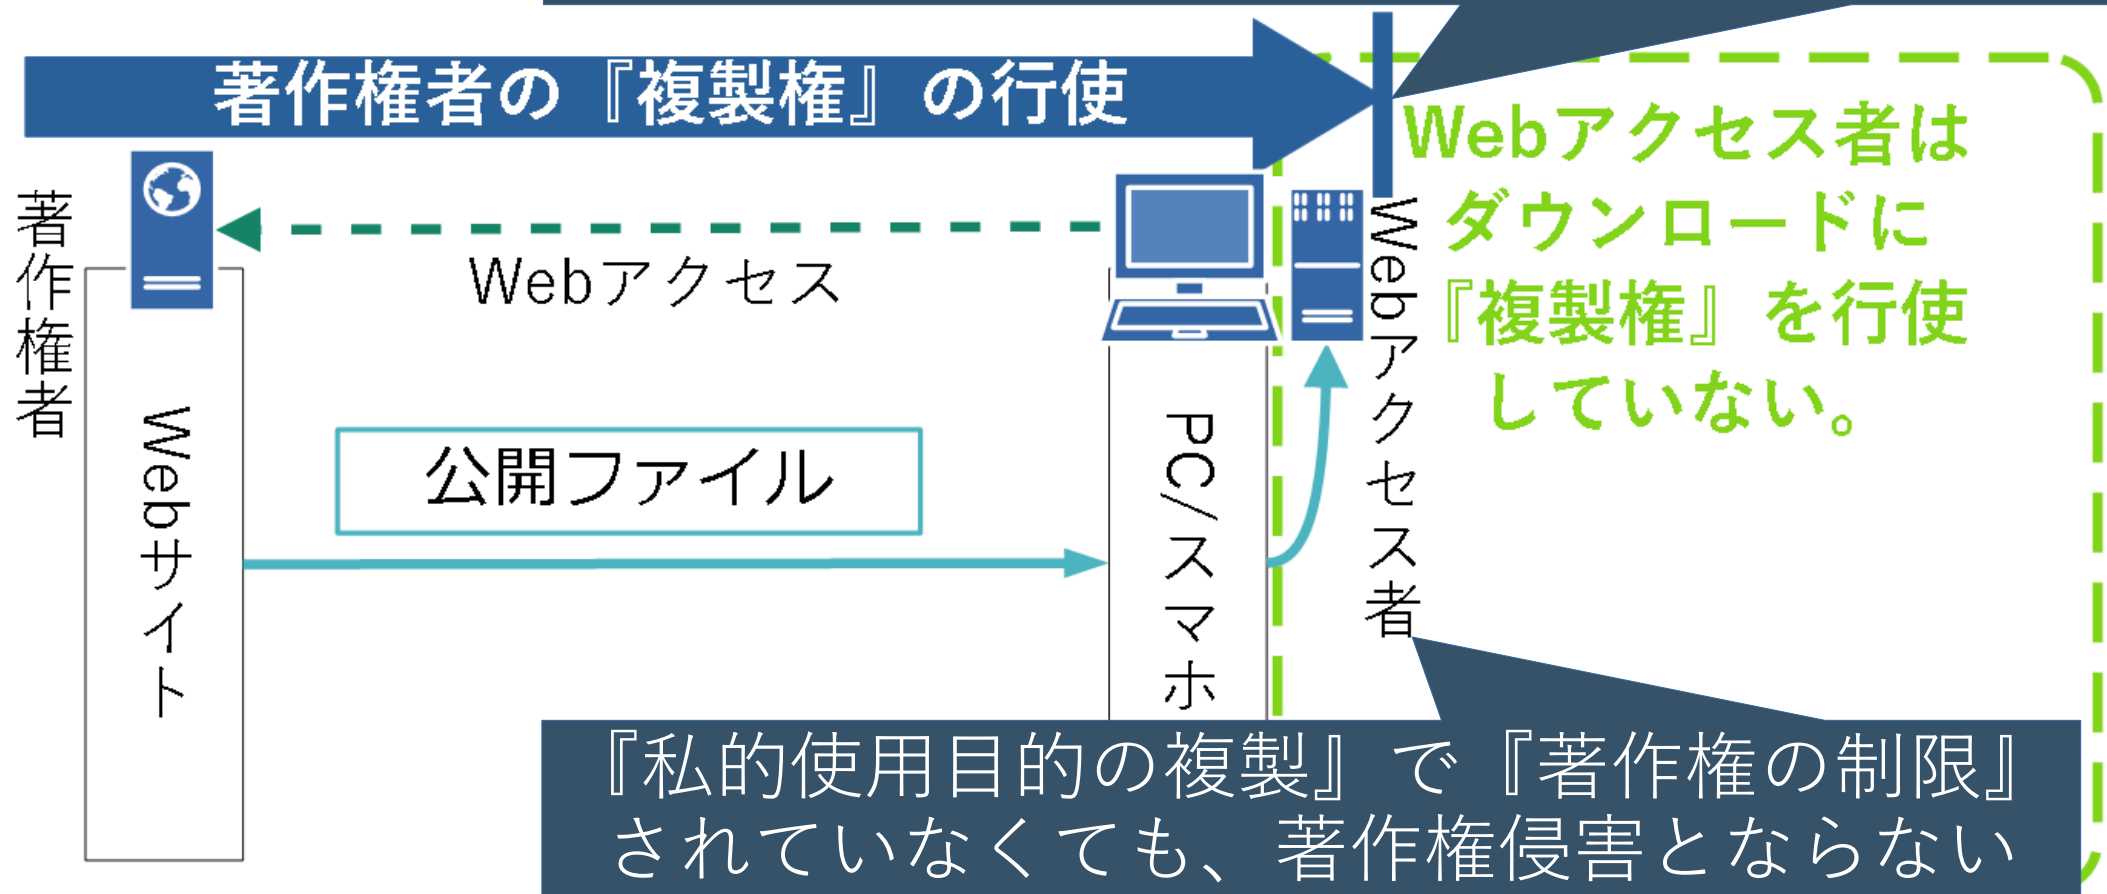 著作権者の『複製権』の行使
Webアクセス者は
ダウンロードに
『複製権』を行使
していない。
著作権者
Webアクセス
Webアクセス者
Webサイト
公開ファイル
PC/スマホ
『私的使用目的の複製』で『著作権の制限』
されていなくても、著作権侵害とならない